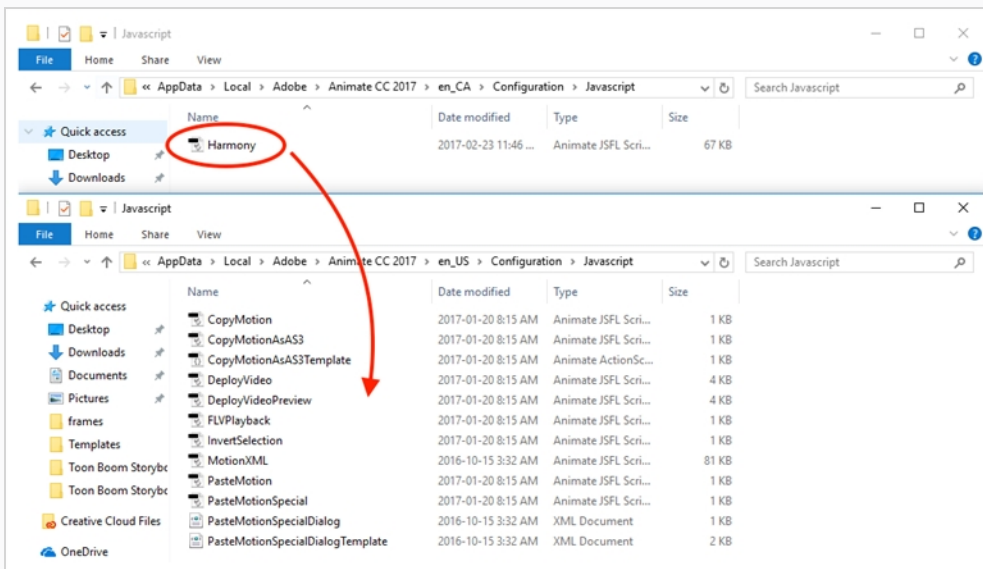 Javascript
File Home Share View
« AppData > Local > Adobe > Animate CC 2017 > en_CA > Configuration > Javascript Search Javascript
Name Date modified Type Size
Quick access
Harmony 2017-02-23 11:46 ... Animate JSFL Scri... 67 KB
Desktop
Downloads
Javascript
File Home Share View
« AppData > Local > Adobe > Animate CC 2017 > en_US > Configuration > Javascript Search Javascript
Name Date modified Type Size
Quick access
CopyMotion 2017-01-20 8:15 AM Animate JSFL Scri... 1 KB
Desktop
CopyMotionAsAS3 2017-01-20 8:15 AM Animate JSFL Scri... 1 KB
Downloads
CopyMotionAsAS3Template 2017-01-20 8:15 AM Animate ActionSc... 1 KB
Documents
DeployVideo 2017-01-20 8:15 AM Animate JSFL Scri... 4 KB
Pictures
DeployVideoPreview 2017-01-20 8:15 AM Animate JSFL Scri... 4 KB
frames
FLVPlayback 2017-01-20 8:15 AM Animate JSFL Scri... 1 KB
Templates
InvertSelection 2017-01-20 8:15 AM Animate JSFL Scri... 1 KB
Toon Boom Storybo
MotionXML 2016-10-15 3:32 AM Animate JSFL Scri... 81 KB
Toon Boom Storybo
PasteMotion 2017-01-20 8:15 AM Animate JSFL Scri... 1 KB
PasteMotionSpecial 2017-01-20 8:15 AM Animate JSFL Scri... 1 KB
Creative Cloud Files
PasteMotionSpecialDialog 2016-10-15 3:32 AM XML Document 1 KB
PasteMotionSpecialDialogTemplate 2016-10-15 3:32 AM XML Document 2 KB
OneDrive